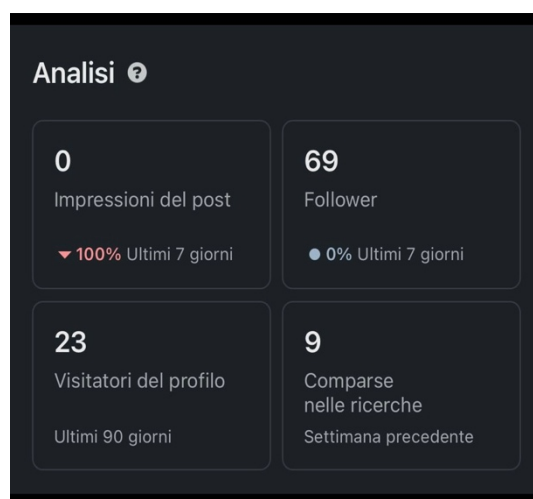 Analisi ?
0
Impressioni del post
100% Ultimi 7 giorni
69
Follower
0% Ultimi 7 giorni
23
Visitatori del profilo
Ultimi 90 giorni
9
Comparse
nelle ricerche
Settimana precedente